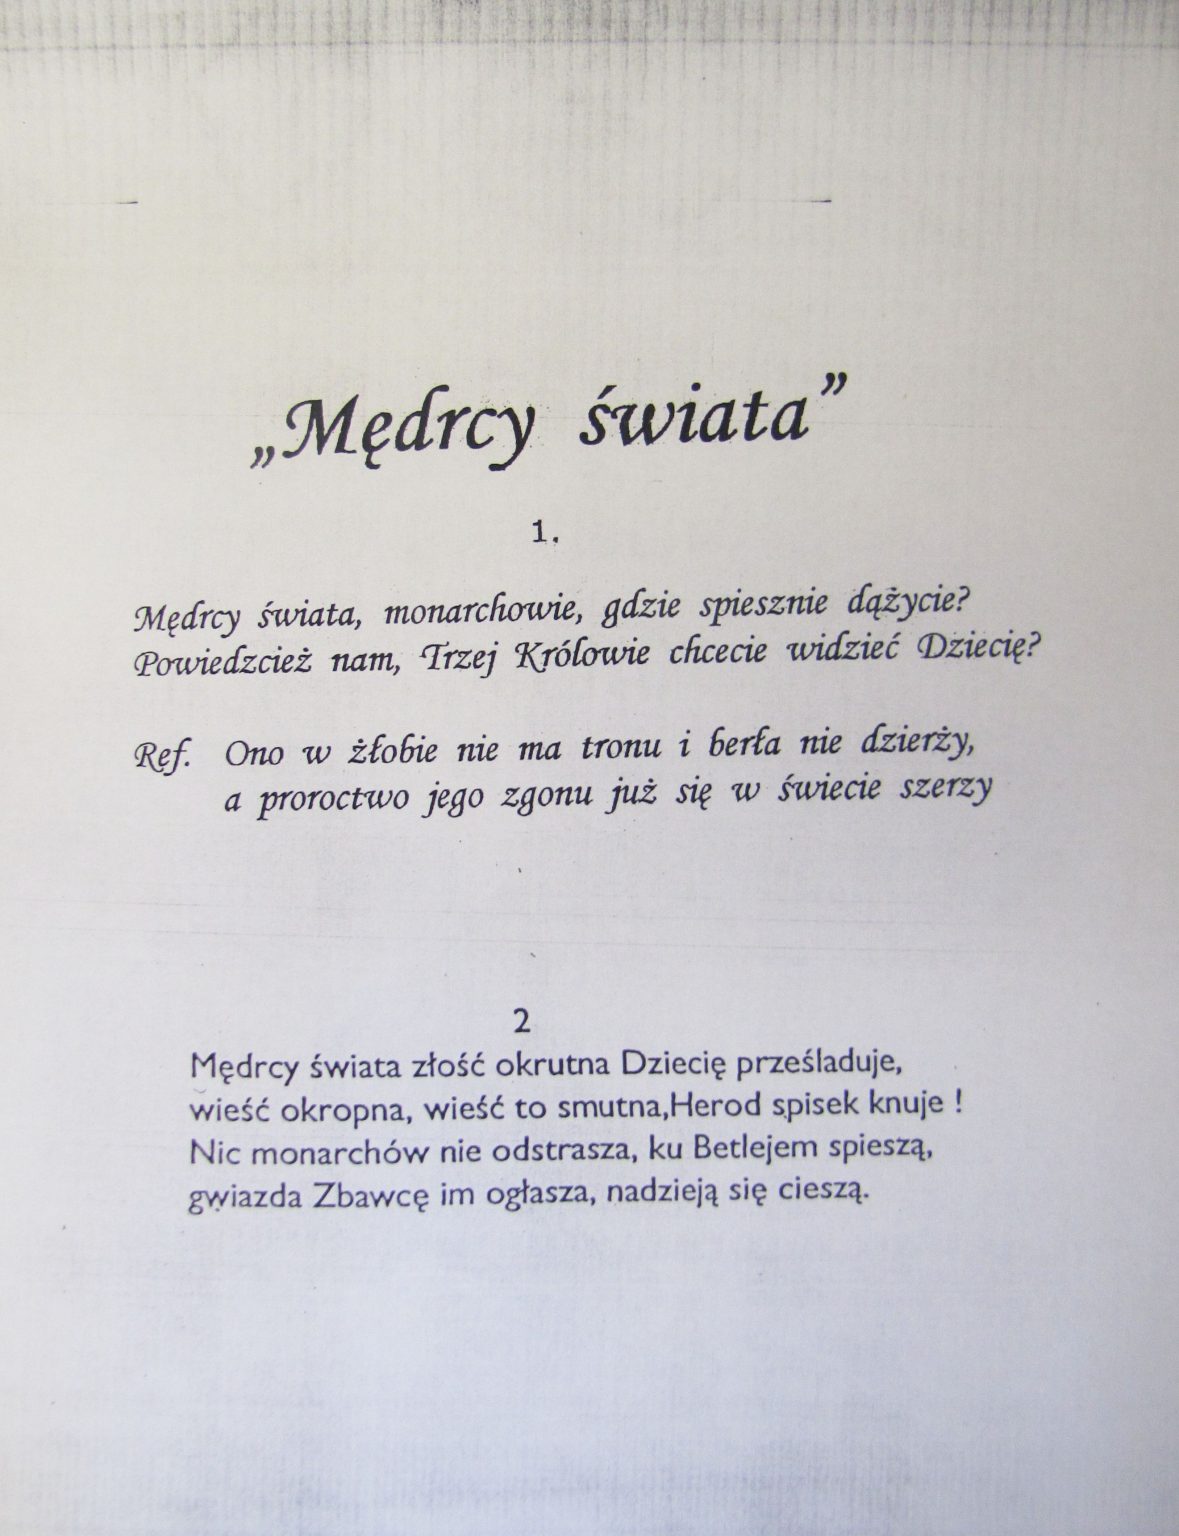 „Mędrcy świata”
1.
Mędrcy świata, monarchowie, gdzie spiesznie dążycie?
Powiedzcież nam, Trzej Królowie chcecie widzieć Dziecię?
Ref. Ono w żłobie nie ma tronu i berła nie dzierży,
a proroctwo jego zgonu już się w świecie szerzy
2
Mędrcy świata złość okrutna Dziecię prześladuje,
wieść okropna, wieść to smutna,Herod spisek knuje !
Nic monarchów nie odstrasza, ku Betlejem spieszą,
gwiazda Zbawcę im ogłasza, nadzieją się cieszą.